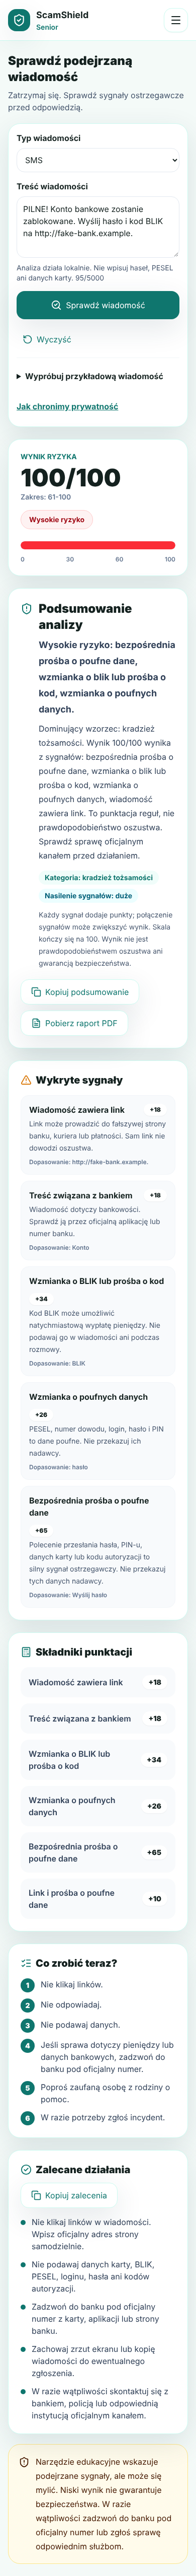 ScamShield
Senior
Sprawdź podejrzaną
wiadomość
Zatrzymaj się. Sprawdź sygnały ostrzegawcze
przed odpowiedzią.
Typ wiadomości
SMS
Treść wiadomości
PILNE! Konto bankowe zostanie
zablokowane. Wyślij hasło i kod BLIK
na http://fake-bank.example.
Analiza działa lokalnie. Nie wpisuj haseł, PESEL
ani danych karty. 95/5000
Sprawdź wiadomość
Wyczyść
Wypróbuj przykładową wiadomość
Jak chronimy prywatność
WYNIK RYZYKA
100/100
Zakres: 61-100
Wysokie ryzyko
0 30 60 100
Podsumowanie
analizy
Wysokie ryzyko: bezpośrednia
prośba o poufne dane,
wzmianka o blik lub prośba o
kod, wzmianka o poufnych
danych.
Dominujący wzorzec: kradzież
tożsamości. Wynik 100/100 wynika
z sygnałów: bezpośrednia prośba o
poufne dane, wzmianka o blik lub
prośba o kod, wzmianka o
poufnych danych, wiadomość
zawiera link. To punktacja reguł, nie
prawdopodobieństwo oszustwa.
Sprawdź sprawę oficjalnym
kanałem przed działaniem.
Kategoria: kradzież tożsamości
Nasilenie sygnałów: duże
Każdy sygnał dodaje punkty; połączenie
sygnałów może zwiększyć wynik. Skala
kończy się na 100. Wynik nie jest
prawdopodobieństwem oszustwa ani
gwarancją bezpieczeństwa.
Kopiuj podsumowanie
Pobierz raport PDF
Wykryte sygnały
Wiadomość zawiera link +18
Link może prowadzić do fałszywej strony
banku, kuriera lub płatności. Sam link nie
dowodzi oszustwa.
Dopasowanie: http://fake-bank.example.
Treść związana z bankiem +18
Wiadomość dotyczy bankowości.
Sprawdź ją przez oficjalną aplikację lub
numer banku.
Dopasowanie: Konto
Wzmianka o BLIK lub prośba o kod
+34
Kod BLIK może umożliwić
natychmiastową wypłatę pieniędzy. Nie
podawaj go w wiadomości ani podczas
rozmowy.
Dopasowanie: BLIK
Wzmianka o poufnych danych
+26
PESEL, numer dowodu, login, hasło i PIN
to dane poufne. Nie przekazuj ich
nadawcy.
Dopasowanie: hasło
Bezpośrednia prośba o poufne
dane
+65
Polecenie przesłania hasła, PIN-u,
danych karty lub kodu autoryzacji to
silny sygnał ostrzegawczy. Nie przekazuj
tych danych nadawcy.
Dopasowanie: Wyślij hasło
Składniki punktacji
Wiadomość zawiera link +18
Treść związana z bankiem +18
Wzmianka o BLIK lub
prośba o kod +34
Wzmianka o poufnych
danych +26
Bezpośrednia prośba o
poufne dane +65
Link i prośba o poufne
dane +10
Co zrobić teraz?
1 Nie klikaj linków.
2 Nie odpowiadaj.
3 Nie podawaj danych.
4 Jeśli sprawa dotyczy pieniędzy lub
danych bankowych, zadzwoń do
banku pod oficjalny numer.
5 Poproś zaufaną osobę z rodziny o
pomoc.
6 W razie potrzeby zgłoś incydent.
Zalecane działania
Kopiuj zalecenia
Nie klikaj linków w wiadomości.
Wpisz oficjalny adres strony
samodzielnie.
Nie podawaj danych karty, BLIK,
PESEL, loginu, hasła ani kodów
autoryzacji.
Zadzwoń do banku pod oficjalny
numer z karty, aplikacji lub strony
banku.
Zachowaj zrzut ekranu lub kopię
wiadomości do ewentualnego
zgłoszenia.
W razie wątpliwości skontaktuj się z
bankiem, policją lub odpowiednią
instytucją oficjalnym kanałem.
Narzędzie edukacyjne wskazuje
podejrzane sygnały, ale może się
mylić. Niski wynik nie gwarantuje
bezpieczeństwa. W razie
wątpliwości zadzwoń do banku pod
oficjalny numer lub zgłoś sprawę
odpowiednim służbom.